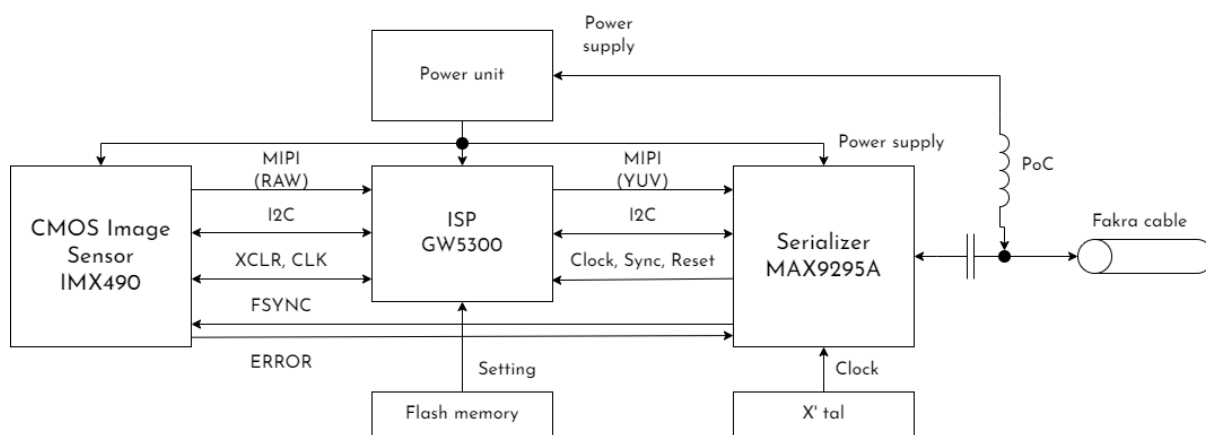 Power
supply
Power unit
Power supply
PoC
Fakra cable
MIPI
(RAW)
MIPI
(YUV)
CMOS Image
Sensor
IMX490
I2C
ISP
GW5300
I2C
Serializer
MAX9295A
XCLR, CLK
Clock, Sync, Reset
FSYNC
ERROR
Setting
Clock
Flash memory
X' tal